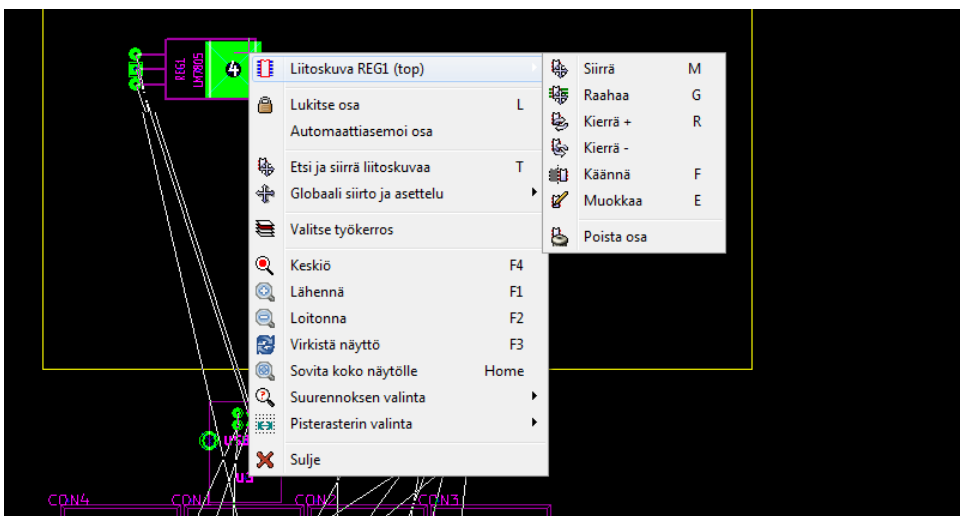 REG1
LM7805
4
Liitoskuva REG1 (top)
Lukitse osa L
Automaattiasemoi osa
Etsi ja siirrä liitoskuvaa T
Globaali siirto ja asettelu
Valitse työkerros
Keskiö F4
Lähennä F1
Loitonna F2
Virkistä näyttö F3
Sovita koko näytölle Home
Suurennoksen valinta
Pisterasterin valinta
Sulje
Siirrä M
Raahaa G
Kierrä + R
Kierrä -
Käännä F
Muokkaa E
Poista osa
CON4 CON2 CON3